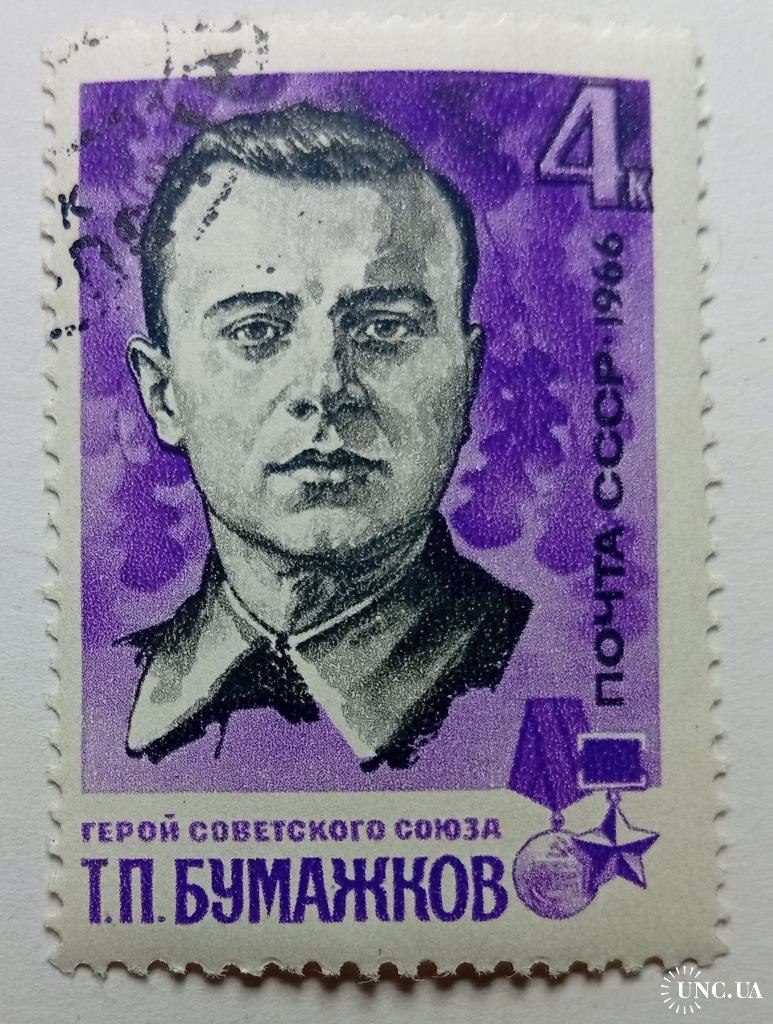 4к
ПОЧТА СССР·1966
ГЕРОЙ СОВЕТСКОГО СОЮЗА
Т.П. БУМАЖКОВ
UNC.UA